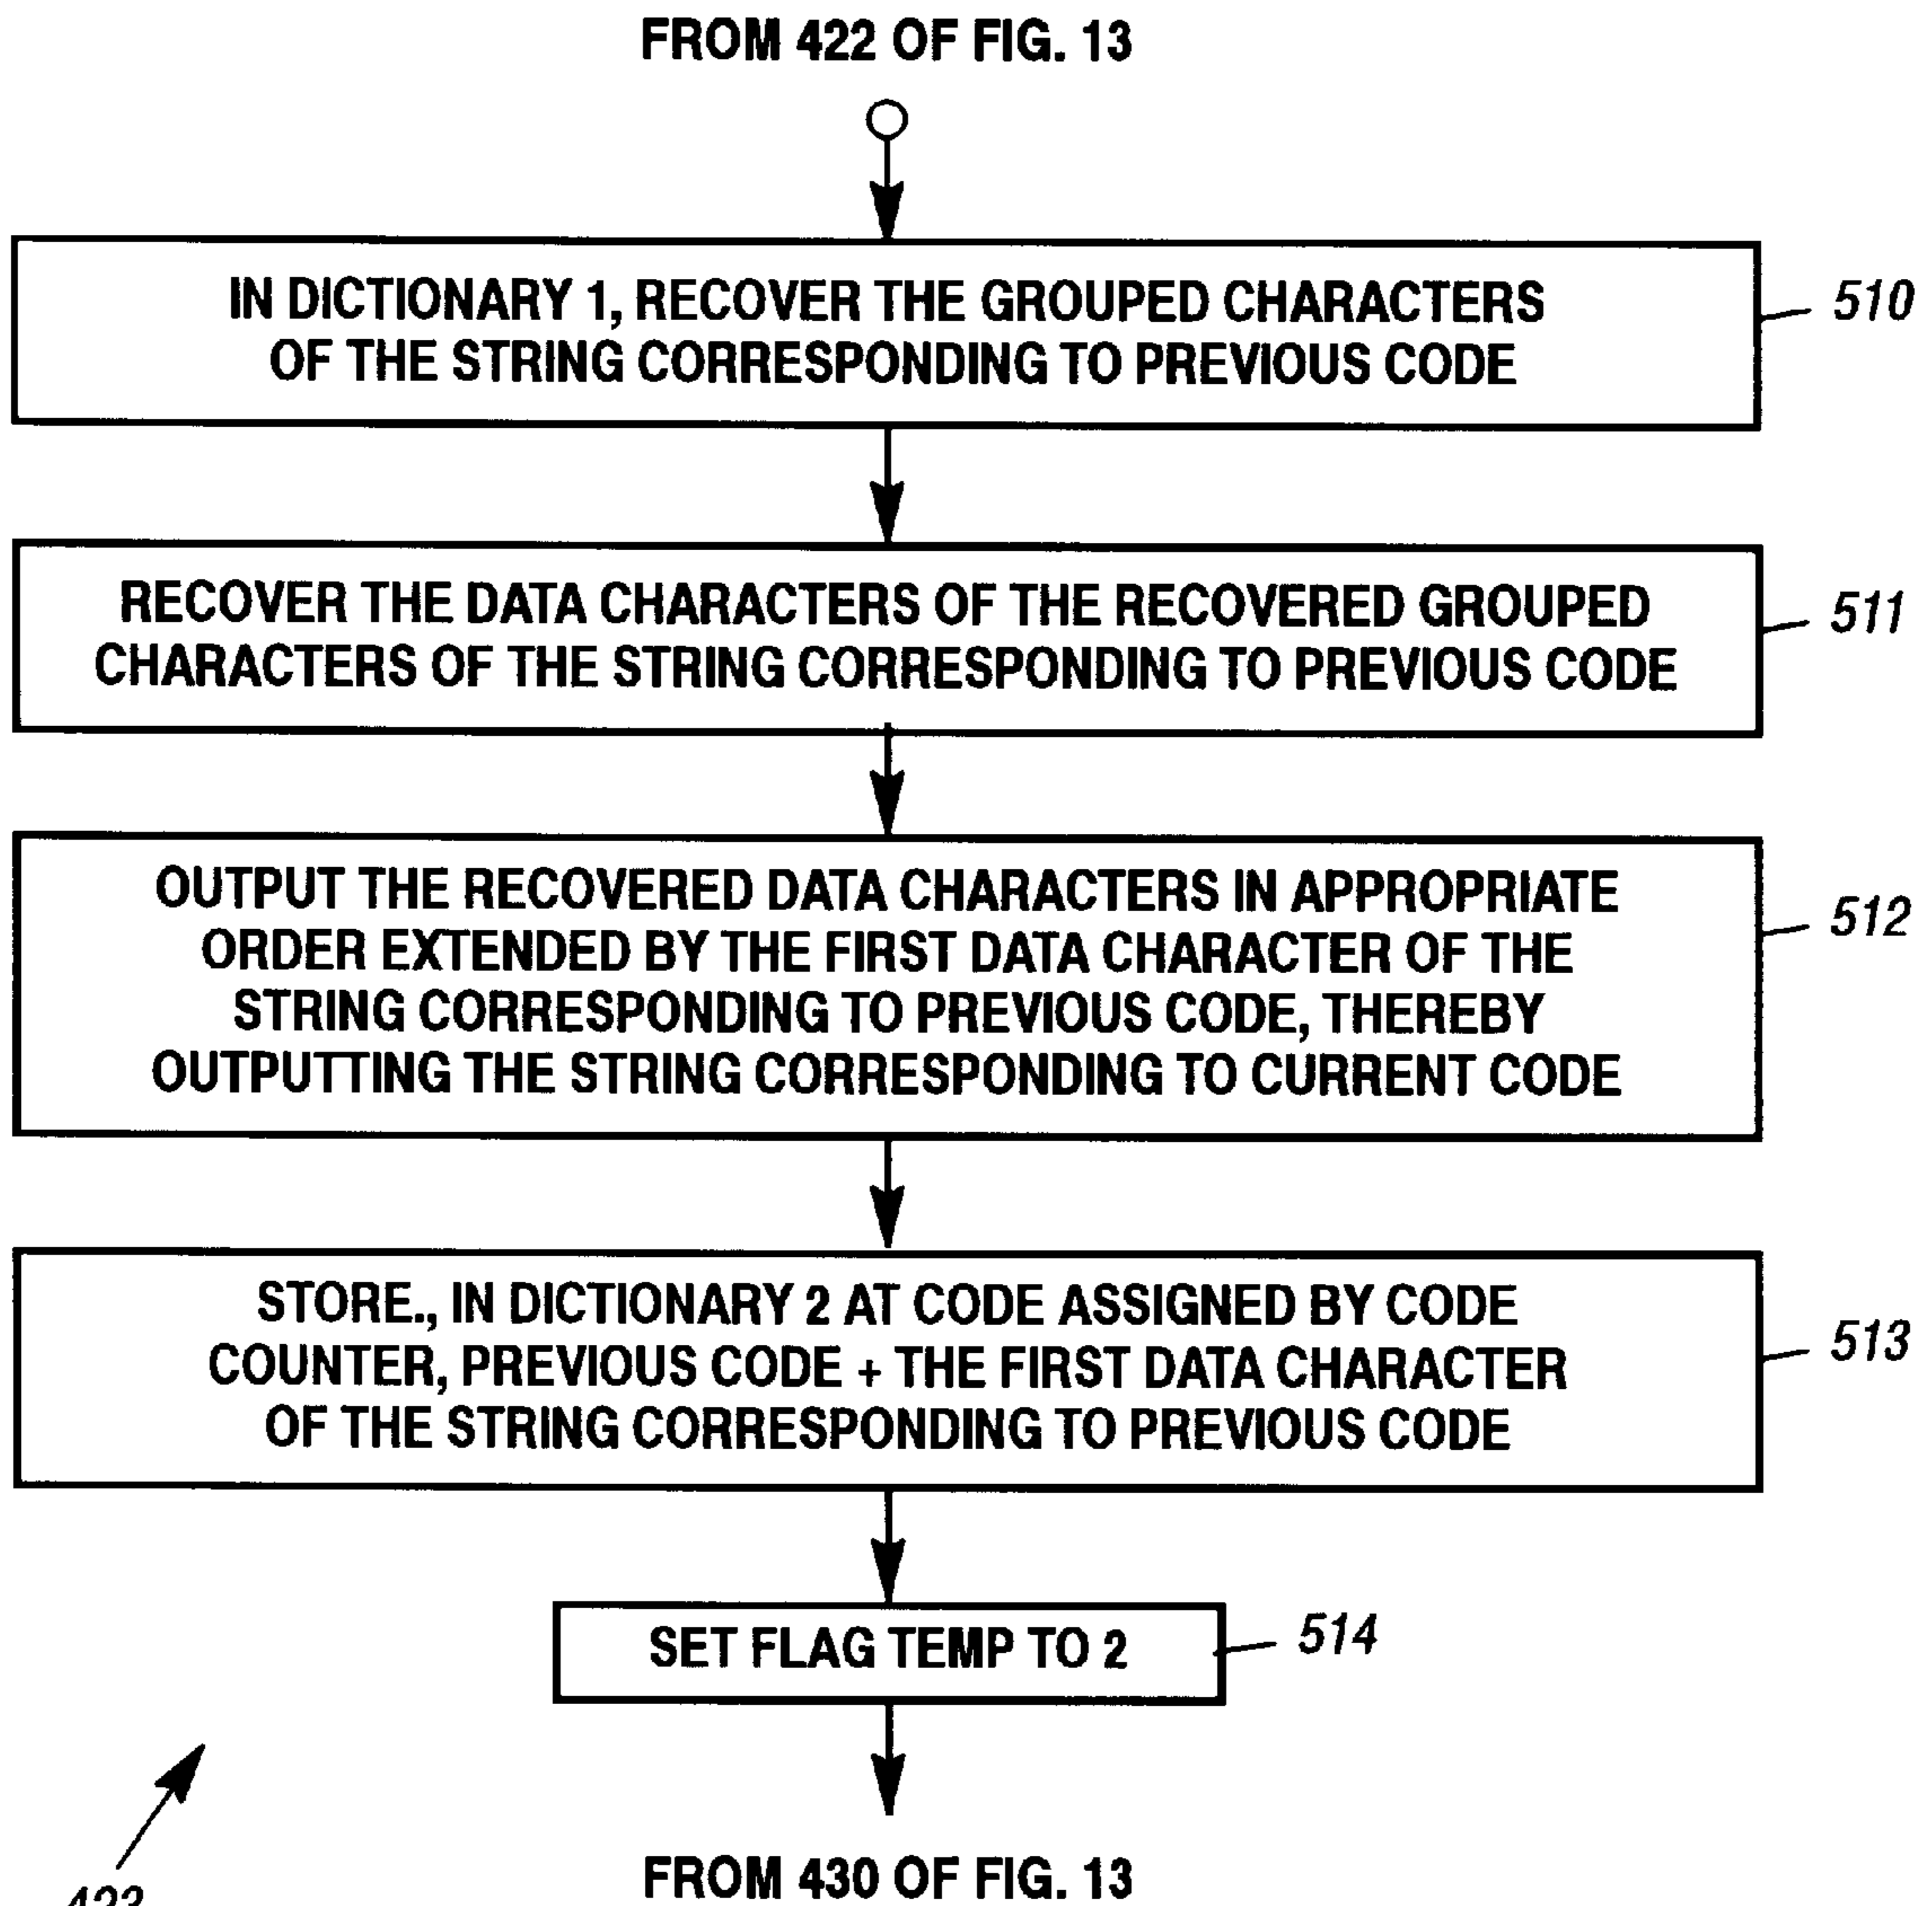 FROM 422 OF FIG. 13
IN DICTIONARY 1, RECOVER THE GROUPED CHARACTERS
OF THE STRING CORRESPONDING TO PREVIOUS CODE
510
RECOVER THE DATA CHARACTERS OF THE RECOVERED GROUPED
CHARACTERS OF THE STRING CORRESPONDING TO PREVIOUS CODE
511
OUTPUT THE RECOVERED DATA CHARACTERS IN APPROPRIATE
ORDER EXTENDED BY THE FIRST DATA CHARACTER OF THE
STRING CORRESPONDING TO PREVIOUS CODE, THEREBY
OUTPUTTING THE STRING CORRESPONDING TO CURRENT CODE
512
STORE., IN DICTIONARY 2 AT CODE ASSIGNED BY CODE
COUNTER, PREVIOUS CODE + THE FIRST DATA CHARACTER
OF THE STRING CORRESPONDING TO PREVIOUS CODE
513
SET FLAG TEMP TO 2
514
FROM 430 OF FIG. 13